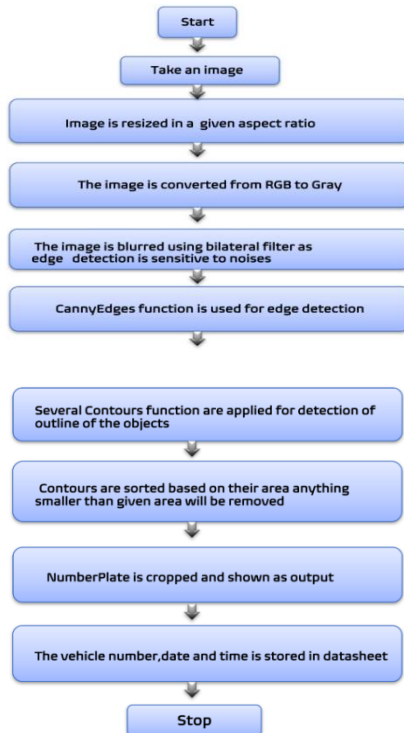 Start
Take an image
Image is resized in a given aspect ratio
The image is converted from RGB to Gray
The image is blurred using bilateral filter as
edge detection is sensitive to noises
CannyEdges function is used for edge detection
Several Contours function are applied for detection of
outline of the objects
Contours are sorted based on their area anything
smaller than given area will be removed
NumberPlate is cropped and shown as output
The vehicle number,date and time is stored in datasheet
Stop